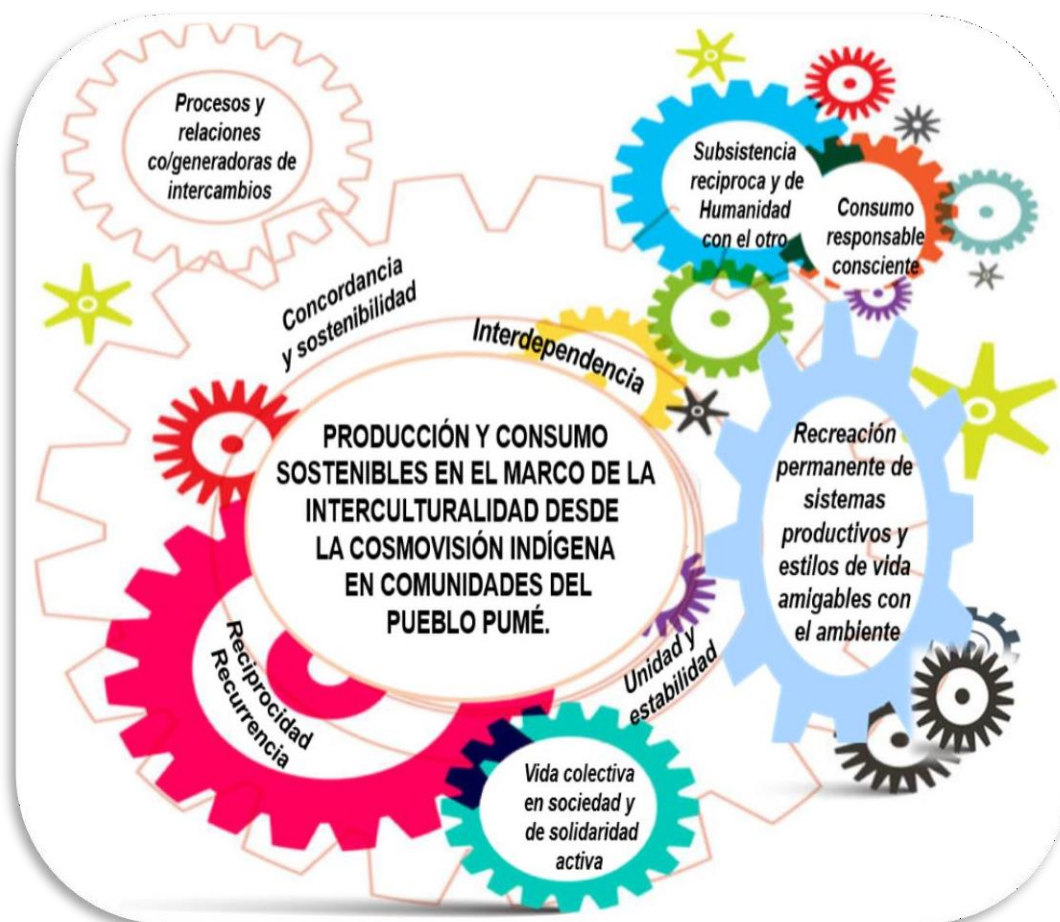 Procesos y
relaciones
co/generadoras de
intercambios
Subsistencia
reciproca y de
Humanidad
con el otro
Consumo
responsable
consciente
Concordancia
y sostenibilidad
Interdependencia
PRODUCCIÓN Y CONSUMO
SOSTENIBLES EN EL MARCO DE LA
INTERCULTURALIDAD DESDE
LA COSMOVISIÓN INDÍGENA
EN COMUNIDADES DEL
PUEBLO PUMÉ.
Recreación
permanente de
sistemas
productivos y
estilos de vida
amigables con
el ambiente
Reciprocidad
Recurrencia
Unidad y
estabilidad
Vida colectiva
en sociedad y
de solidaridad
activa